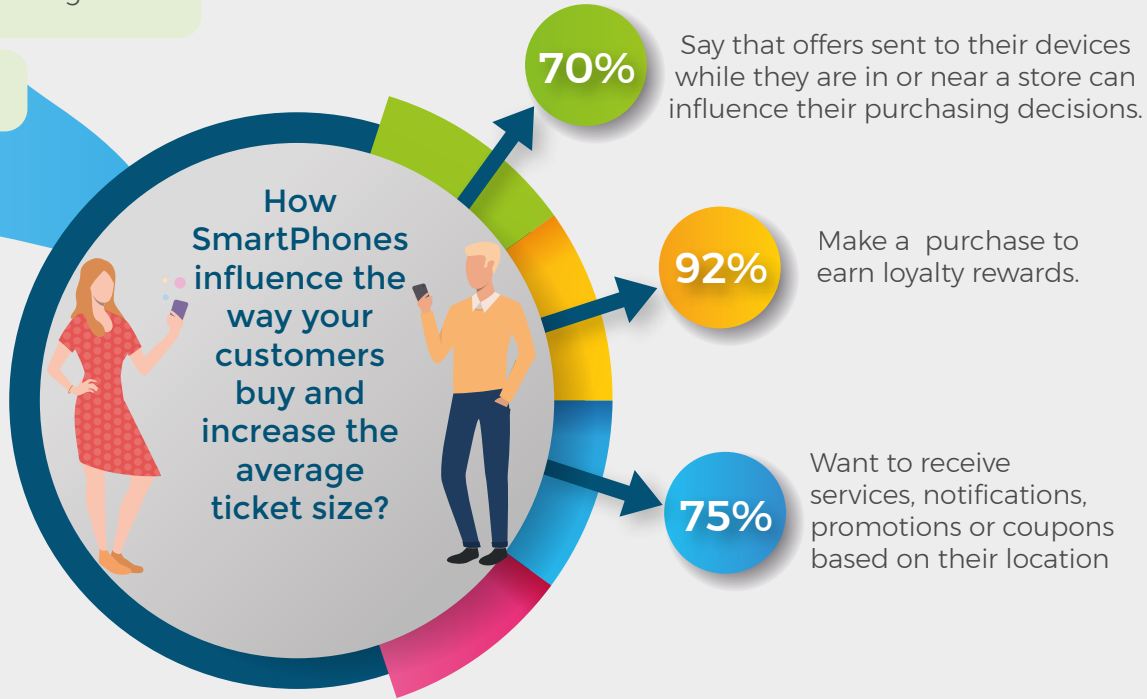 g
How
SmartPhones
influence the
way your
customers
buy and
increase the
average
ticket size?
70%
Say that offers sent to their devices
while they are in or near a store can
influence their purchasing decisions.
92%
Make a  purchase to
earn loyalty rewards.
75%
Want to receive
services, notifications,
promotions or coupons
based on their location